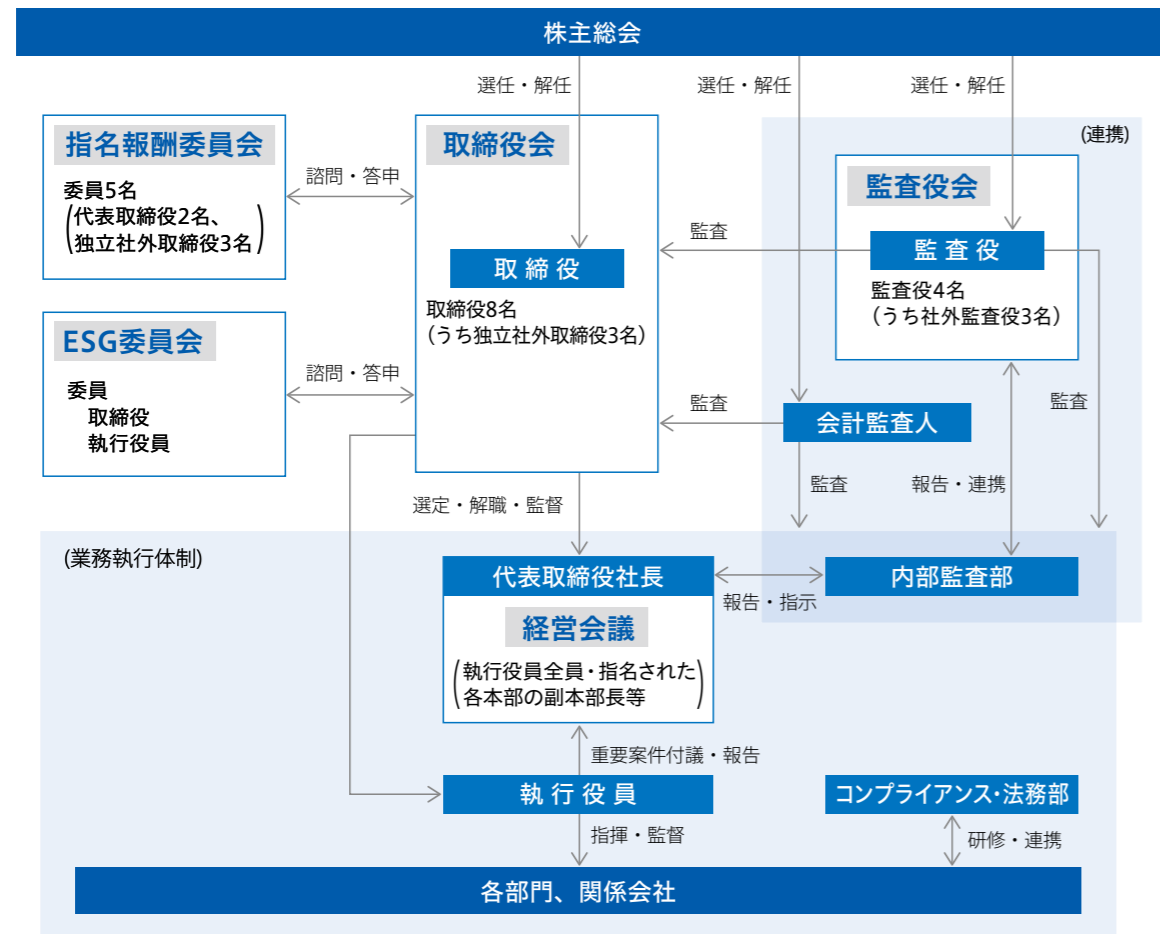 株主総会
選任・解任
選任・解任
選任・解任
指名報酬委員会
委員5名
(代表取締役2名、
独立社外取締役3名)
諮問・答申
取締役会
取締役
取締役8名
(うち独立社外取締役3名)
(連携)
監査役会
監査役
監査役4名
(うち社外監査役3名)
監査
ESG委員会
委員
取締役
執行役員
諮問・答申
監査
会計監査人
監査
監査
報告・連携
選定・解職・監督
(業務執行体制)
代表取締役社長
経営会議
(執行役員全員・指名された
各本部の副本部長等)
報告・指示
内部監査部
重要案件付議・報告
執行役員
コンプライアンス・法務部
指揮・監督
研修・連携
各部門、関係会社